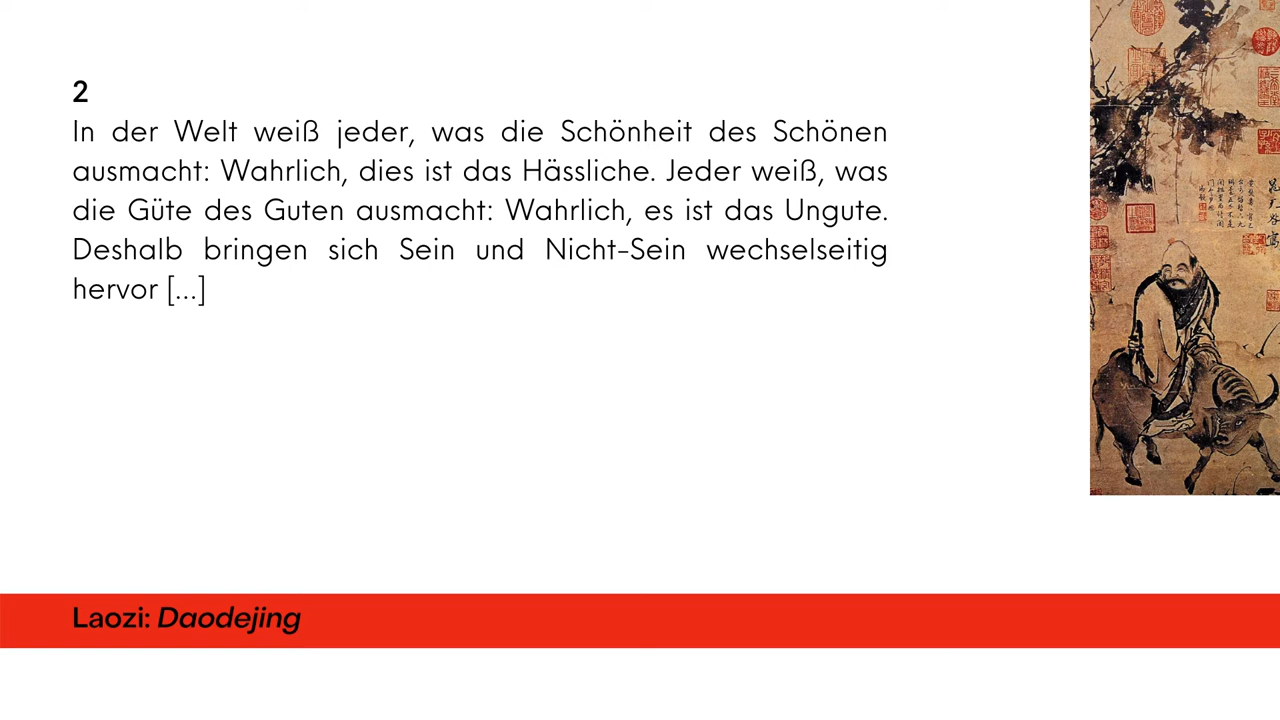 2
In der Welt weiß jeder, was die Schönheit des Schönen
ausmacht: Wahrlich, dies ist das Hässliche. Jeder weiß, was
die Güte des Guten ausmacht: Wahrlich, es ist das Ungute.
Deshalb bringen sich Sein und Nicht-Sein wechselseitig
hervor [...]
Laozi: Daodejing